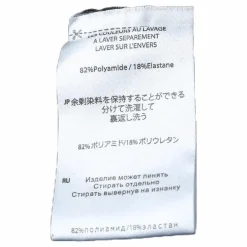 COULEURS AU LAVAGE
A LAVER SEPAREMENT
LAVER SUR L'ENVERS
82%Polyamide / 18%Elastane
JP 余剰染料を保持することができる
分けて洗濯して
裏返し洗う
82% ポリアミド/18% ポリウレタン
RU Изделие может линять
Стирать отдельно
Стирать вывернув на изнанку
82%полиамид/18%эластан